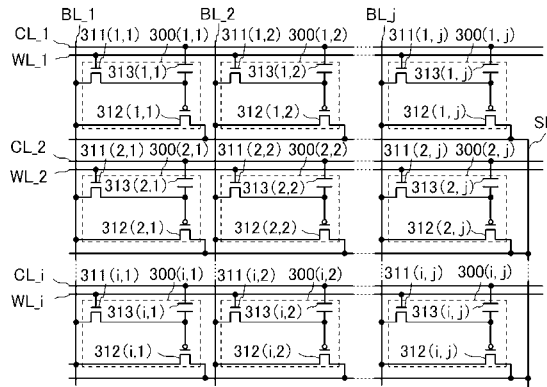 BL_1 BL_2 BL_j
311(1,1) 300(1,1) 311(1,2) 300(1,2) 311(1, j) 300(1, j)
CL_1
WL_1
313(1,1) 313(1,2) 313(1, j)
312(1,1) 312(1,2) 312(1, j)
311(2,1) 300(2,1) 311(2,2) 300(2,2) 311(2, j) 300(2, j)
CL_2
WL_2
313(2,1) 313(2,2) 313(2, j)
312(2,1) 312(2,2) 312(2, j)
311(i,1) 300(i,1) 311(i,2) 300(i,2) 311(i, j) 300(i, j)
CL_i
WL_i
313(i,1) 313(i,2) 313(i, j)
312(i,1) 312(i,2) 312(i, j)